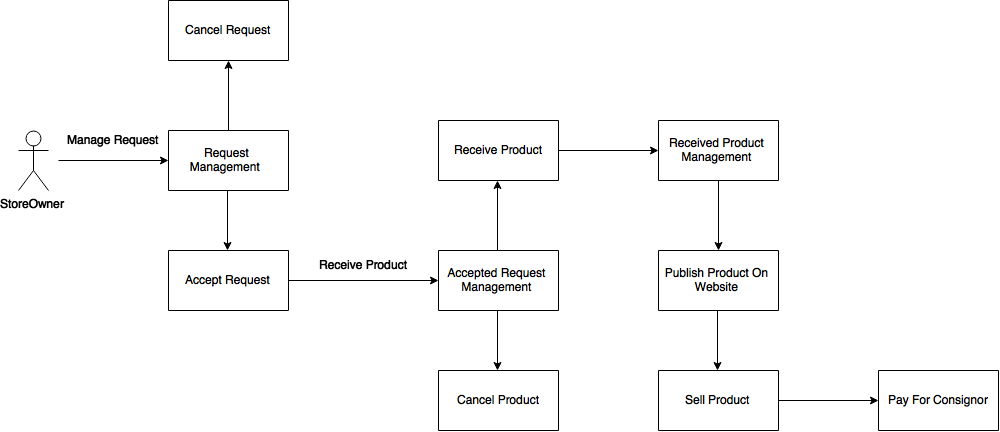 Cancel Request
Manage Request
Request
Management
StoreOwner
Accept Request
Receive Product
Accepted Request
Management
Receive Product
Cancel Product
Received Product
Management
Publish Product On
Website
Sell Product
Pay For Consignor